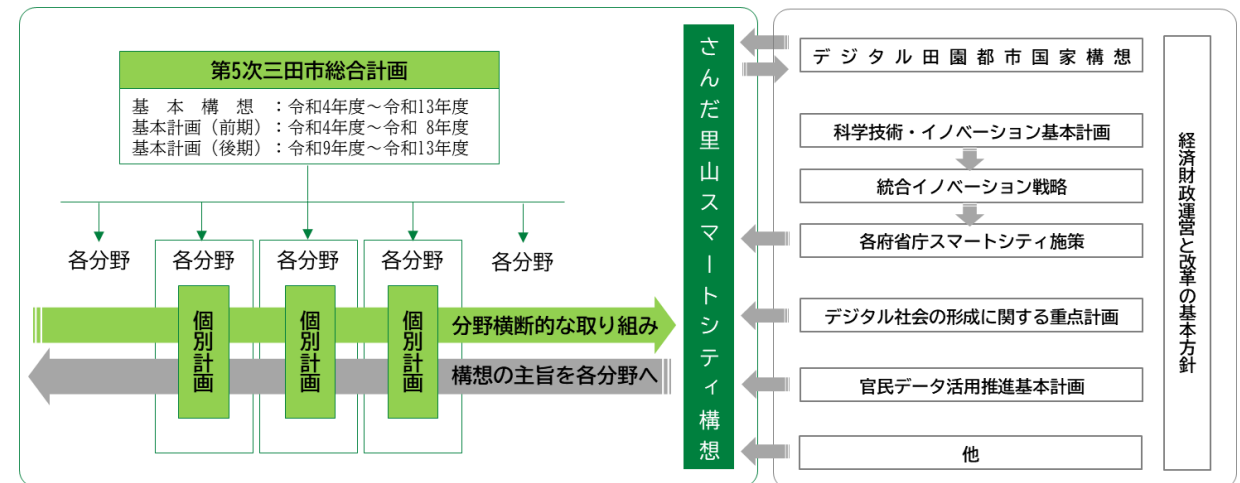 第5次三田市総合計画
基本構想：令和4年度～令和13年度
基本計画（前期）：令和4年度～令和 8年度
基本計画（後期）：令和9年度～令和13年度
各分野
各分野
各分野
各分野
各分野
個別計画
個別計画
個別計画
分野横断的な取り組み
構想の主旨を各分野へ
さんだ里山スマートシティ構想
デジタル田園都市国家構想
科学技術・イノベーション基本計画
統合イノベーション戦略
各府省庁スマートシティ施策
デジタル社会の形成に関する重点計画
官民データ活用推進基本計画
他
経済財政運営と改革の基本方針